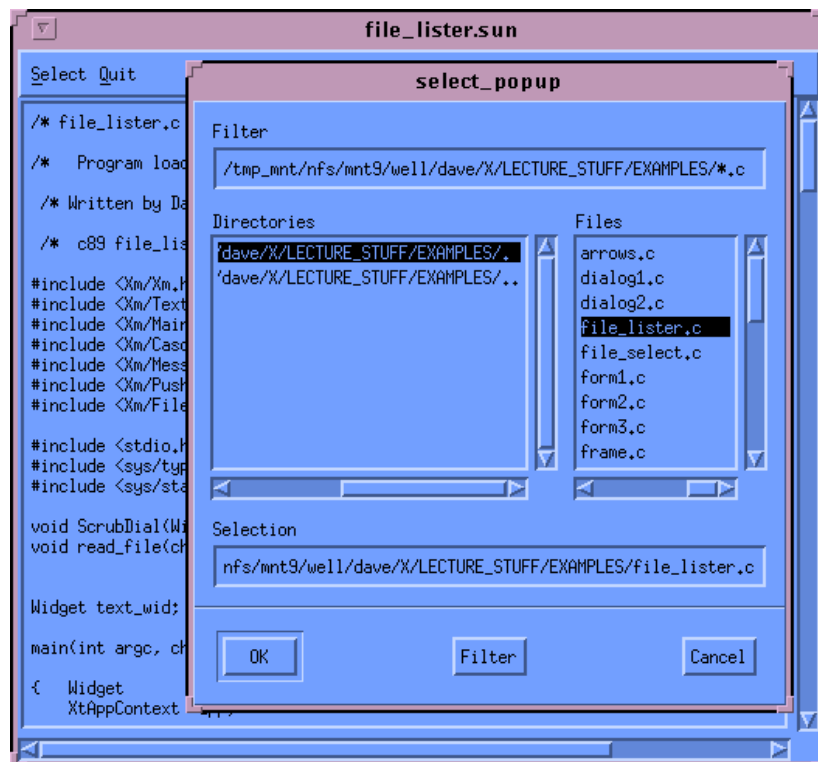 file_lister.sun
Select Quit
/* file_lister.c
/* Program load
/* Written by Da
/* c89 file_lis
#include <Xm/Xm.h
#include <Xm/Text
#include <Xm/Main
#include <Xm/Casc
#include <Xm/Mess
#include <Xm/Push
#include <Xm/File
#include <stdio.h
#include <sys/typ
#include <sys/sta
void ScrubDial(Wi
void read_file(ch
Widget text_wid;
main(int argc, ch
{ Widget
XtAppContext
select_popup
Filter
/tmp_mnt/nfs/mnt9/well/dave/X/LECTURE_STUFF/EXAMPLES/*.c
Directories
/dave/X/LECTURE_STUFF/EXAMPLES/.
/dave/X/LECTURE_STUFF/EXAMPLES/..
Files
arrows.c
dialog1.c
dialog2.c
file_lister.c
file_select.c
form1.c
form2.c
form3.c
frame.c
Selection
nfs/mnt9/well/dave/X/LECTURE_STUFF/EXAMPLES/file_lister.c
OK Filter Cancel